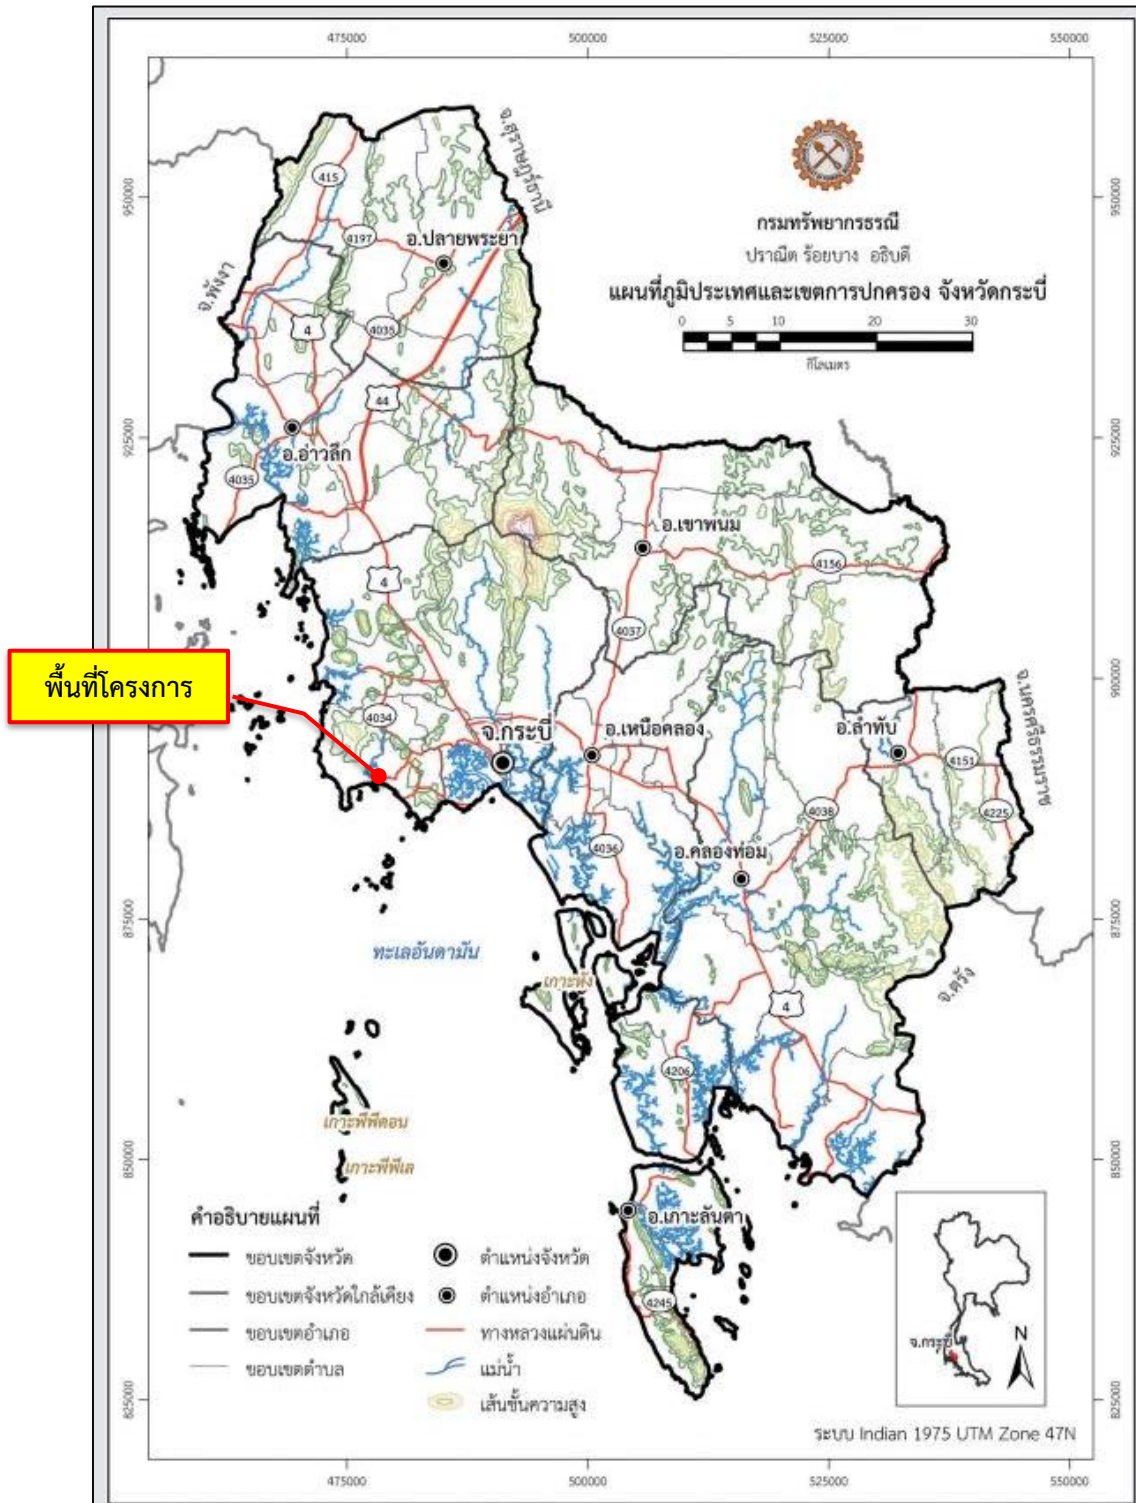 475000 500000 525000 550000
950000
950000
จ.สุราษฎร์ธานี
กรมทรัพยากรธรณี
ปราณีต ร้อยบาง อธิบดี
แผนที่ภูมิประเทศและเขตการปกครอง จังหวัดกระบี่
0 5 10 20 30
กิโลเมตร
415
4197
อ.ปลายพระยา
จ.พังงา
4
4035
44
925000
925000
อ.อ่าวลึก
4035
อ.เขาพนม
4156
4
4037
พื้นที่โครงการ
900000
จ.นครศรีธรรมราช
4034
จ.กระบี่
อ.เหนือคลอง
อ.ลำทับ
4151
4225
4038
4036
อ.คลองท่อม
875000
875000
ทะเลอันดามัน
เกาะหัง
จ.ตรัง
4
4206
เกาะพีพีดอน
เกาะพีพีเล
850000
850000
อ.เกาะลันตา
4245
คำอธิบายแผนที่
ขอบเขตจังหวัด
ตำแหน่งจังหวัด
ขอบเขตจังหวัดใกล้เคียง
ตำแหน่งอำเภอ
ขอบเขตอำเภอ
ทางหลวงแผ่นดิน
ขอบเขตตำบล
แม่น้ำ
เส้นชั้นความสูง
จ.กระบี่
N
825000
825000
ระบบ Indian 1975 UTM Zone 47N
475000 500000 525000 550000